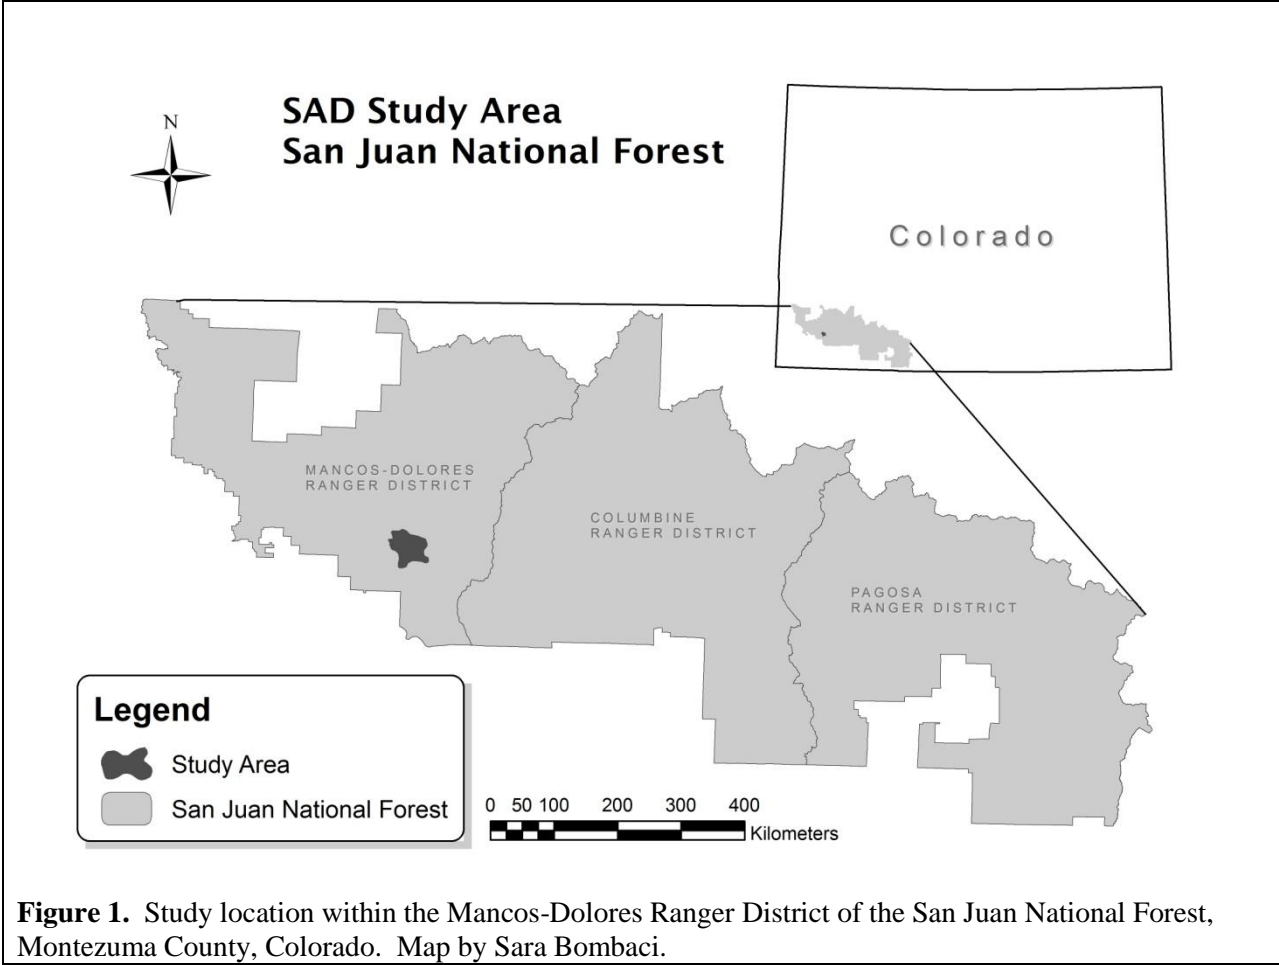 SAD Study Area
San Juan National Forest
N
Colorado
MANCOS-DOLORES
RANGER DISTRICT
COLUMBINE
RANGER DISTRICT
PAGOSA
RANGER DISTRICT
Legend
Study Area
San Juan National Forest
0 50 100 200 300 400
Kilometers
Figure 1. Study location within the Mancos-Dolores Ranger District of the San Juan National Forest,
Montezuma County, Colorado. Map by Sara Bombaci.